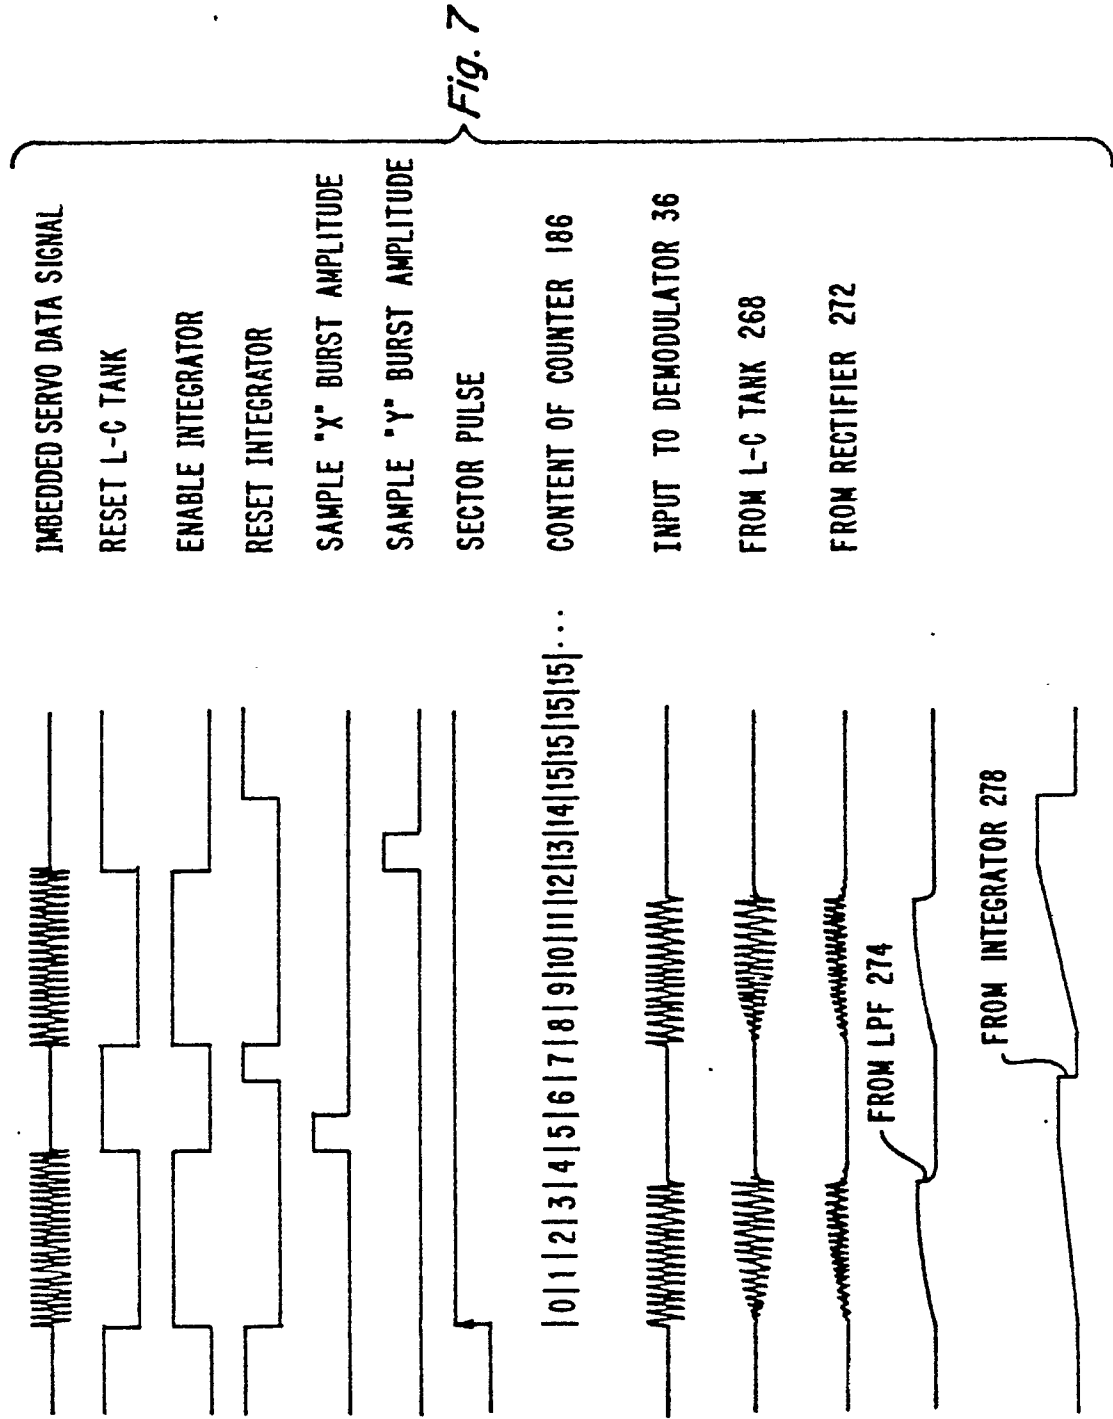 IMBEDDED SERVO DATA SIGNAL
RESET L-C TANK
ENABLE INTEGRATOR
RESET INTEGRATOR
SAMPLE "X" BURST AMPLITUDE
SAMPLE "Y" BURST AMPLITUDE
SECTOR PULSE
|0|1|2|3|4|5|6|7|8|9|10|11|12|13|14|15|15|15|... CONTENT OF COUNTER 186
INPUT TO DEMODULATOR 36
FROM L-C TANK 268
FROM RECTIFIER 272
FROM LPF 274
FROM INTEGRATOR 278
Fig. 7